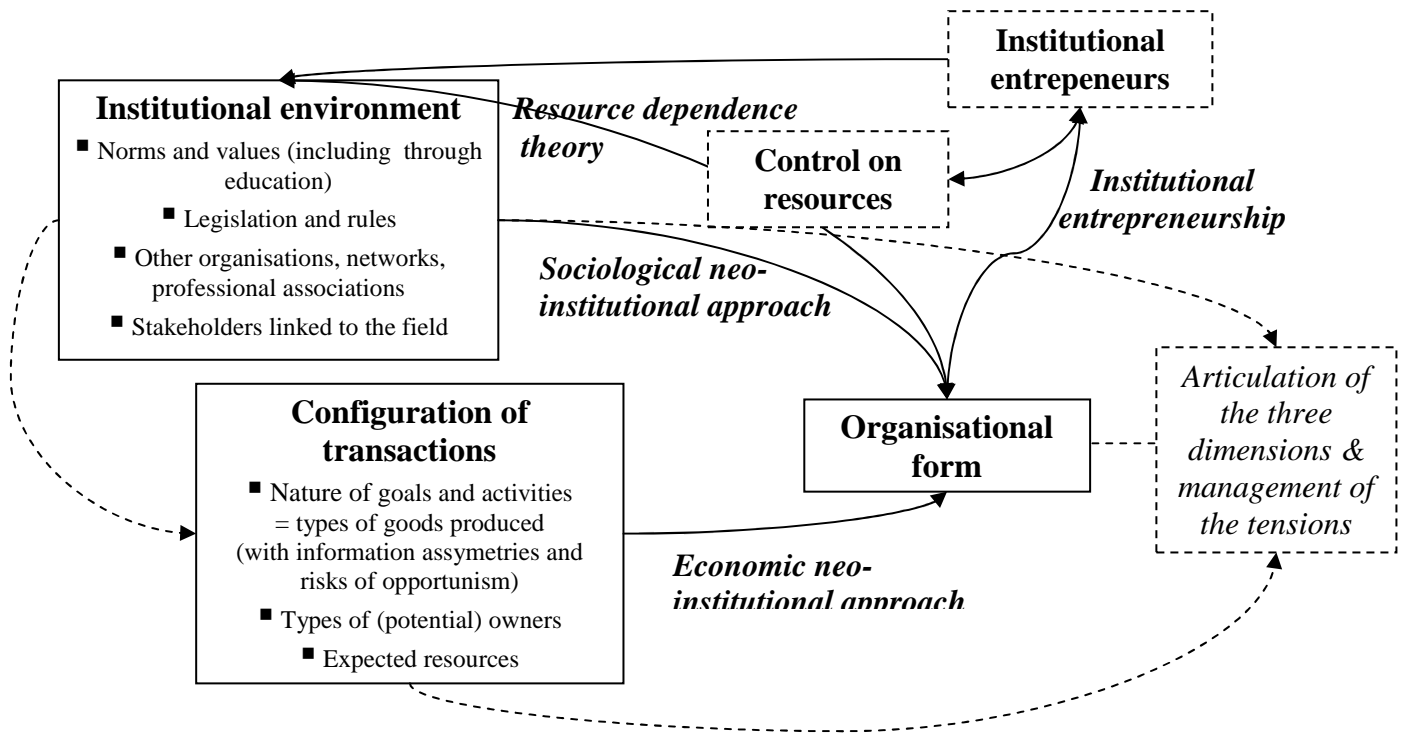 Institutional
entrepeneurs
Institutional environment
▪ Norms and values (including through
education)
▪ Legislation and rules
▪ Other organisations, networks,
professional associations
▪ Stakeholders linked to the field
Resource dependence
theory
Control on
resources
Institutional
entrepreneurship
Sociological neo-
institutional approach
Configuration of
transactions
▪ Nature of goals and activities
= types of goods produced
(with information assymetries and
risks of opportunism)
▪ Types of (potential) owners
▪ Expected resources
Organisational
form
Articulation of
the three
dimensions &
management of
the tensions
Economic neo-
institutional approach